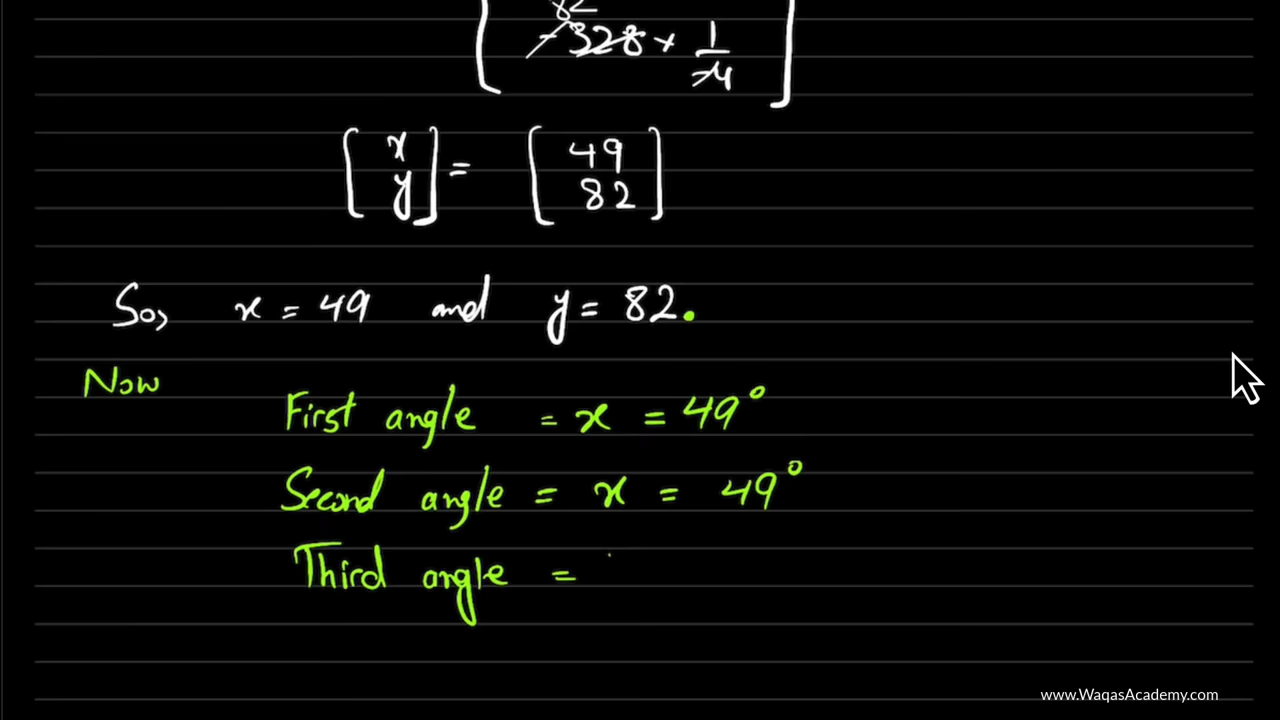 82
-328 × 1/-4
[x y] = [49 82]
So, x = 49 and y = 82.
Now
First angle = x = 49°
Second angle = x = 49°
Third angle =
www.WaqasAcademy.com